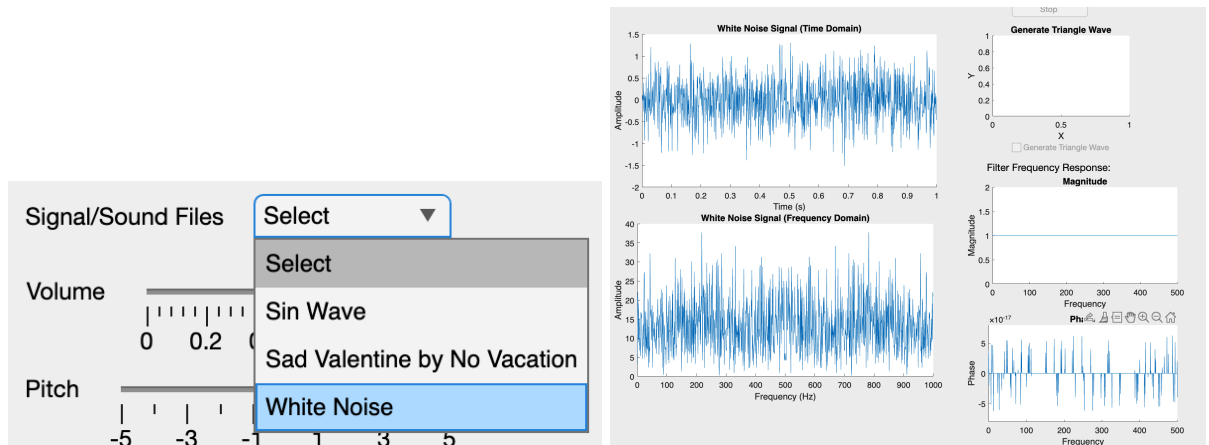 Signal/Sound Files
Select
Select
Sin Wave
Sad Valentine by No Vacation
White Noise
Volume
0 0.2
Pitch
-5 -3 -1 1 3 5
Stop
White Noise Signal (Time Domain)
Amplitude
1.5
1
0.5
0
-0.5
-1
-1.5
-2
0 0.1 0.2 0.3 0.4 0.5 0.6 0.7 0.8 0.9 1
Time (s)
White Noise Signal (Frequency Domain)
Amplitude
40
35
30
25
20
15
10
5
0
0 100 200 300 400 500 600 700 800 900 1000
Frequency (Hz)
Generate Triangle Wave
Y
1
0.8
0.6
0.4
0.2
0
0 0.5 1
X
Generate Triangle Wave
Filter Frequency Response:
Magnitude
Magnitude
2
1.5
1
0.5
0
0 100 200 300 400 500
Frequency
×10-17
Phase
5
0
-5
0 100 200 300 400 500
Frequency